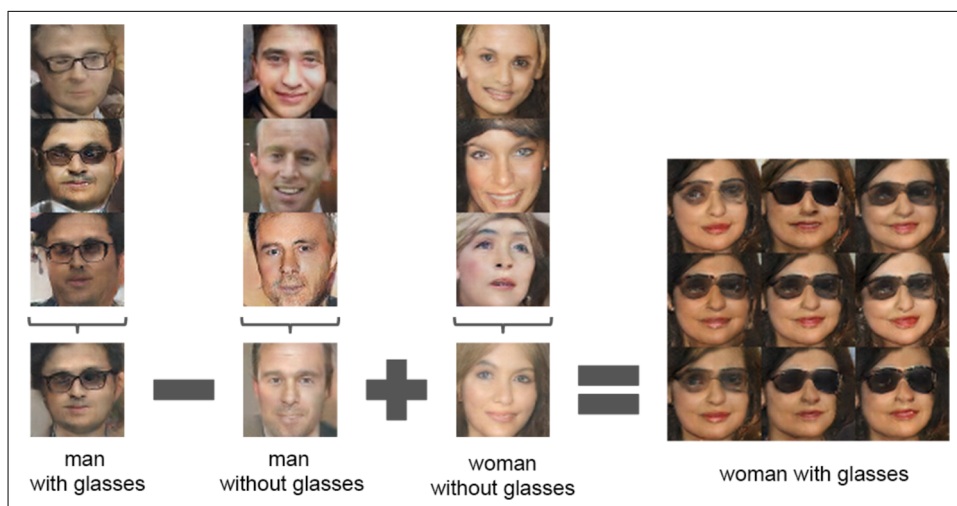 man
with glasses
man
without glasses
woman
without glasses
woman with glasses